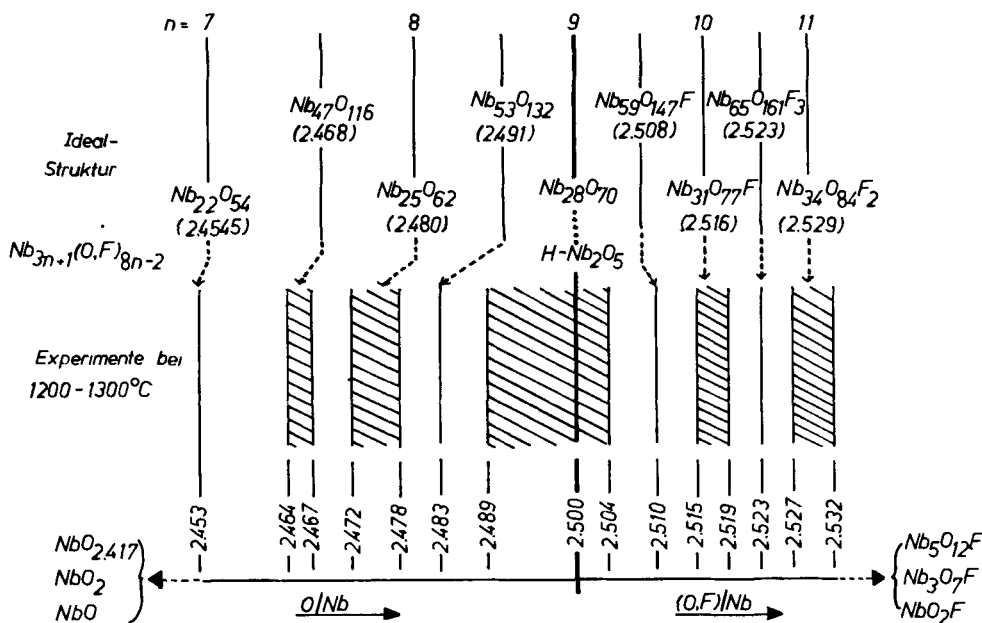 n = 7 8 9 10 11
Nb47O116 Nb53O132 Nb59O147F Nb65O161F3
(2.468) (2.491) (2.508) (2.523)
Ideal-
Struktur
Nb22O54 Nb25O62 Nb28O70 Nb31O77F Nb34O84F2
(2.4545) (2.480) (2.516) (2.529)
Nb3n+1(O,F)8n-2 H-Nb2O5
Experimente bei
1200-1300°C
2.453 2.464 2.467 2.472 2.478 2.483 2.489 2.500 2.504 2.510 2.515 2.519 2.523 2.527 2.532
NbO2.417 Nb5O12F
NbO2 Nb3O7F
NbO O/Nb (O,F)/Nb NbO2F